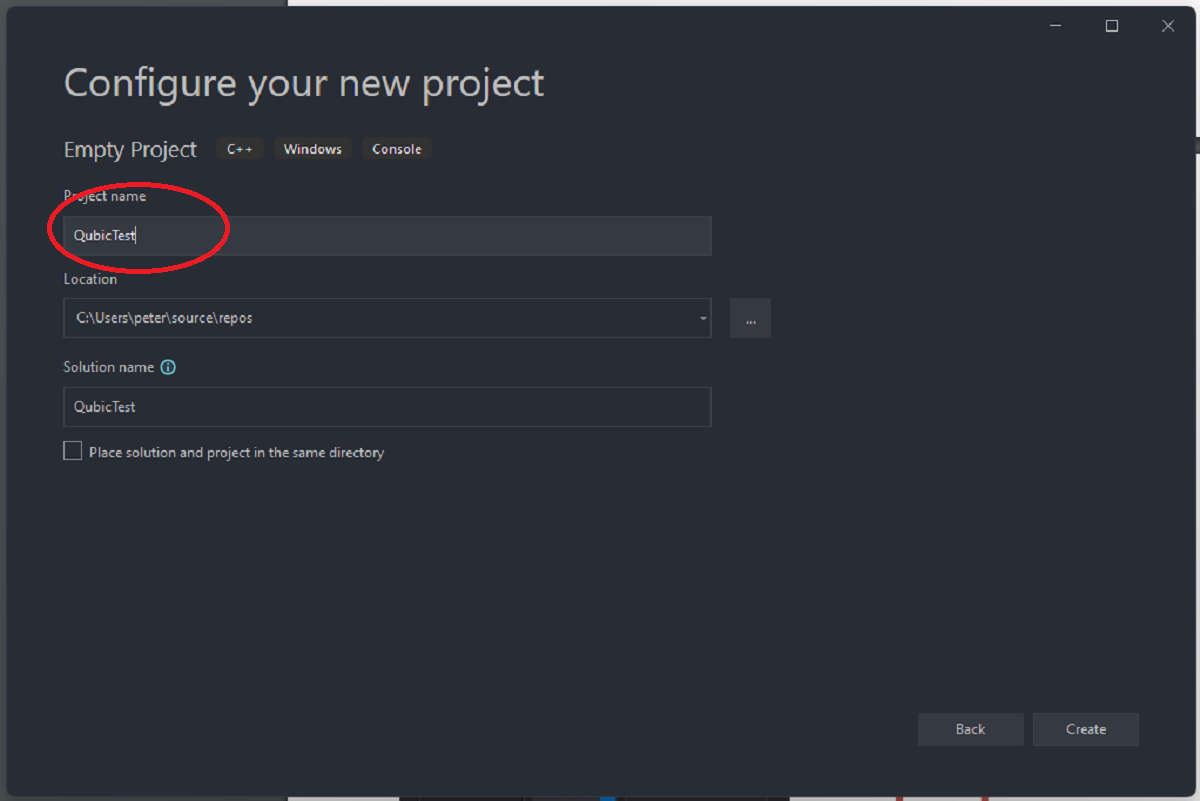 Configure your new project
Empty Project C++ Windows Console
Project name
QubicTest
Location
C:\Users\peter\source\repos
...
Solution name
QubicTest
Place solution and project in the same directory
Back Create